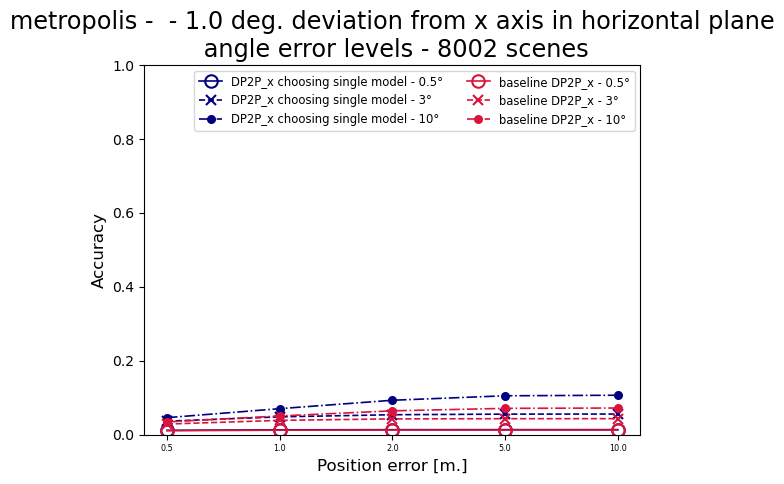 metropolis -  - 1.0 deg. deviation from x axis in horizontal plane
angle error levels - 8002 scenes
DP2P_x choosing single model - 0.5°
DP2P_x choosing single model - 3°
DP2P_x choosing single model - 10°
baseline DP2P_x - 0.5°
baseline DP2P_x - 3°
baseline DP2P_x - 10°
Accuracy
1.0
0.8
0.6
0.4
0.2
0.0
0.5 1.0 2.0 5.0 10.0
Position error [m.]